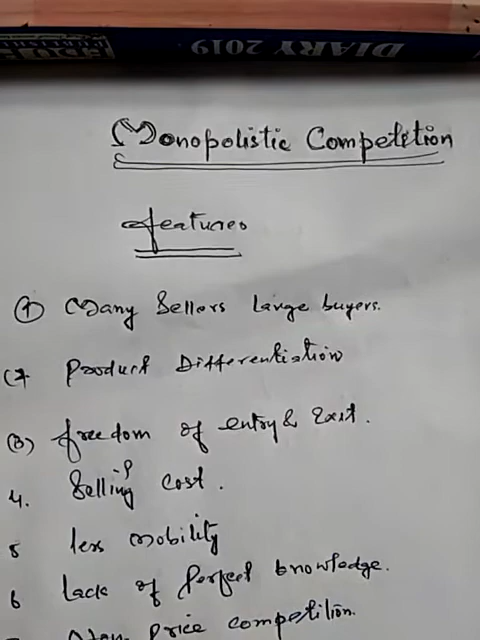 DIARY 2019
Monopolistic Competition
features
① Many Sellers large buyers.
Product Differentiation
(3) freedom of entry & Exit.
4. Selling cost.
5 less mobility
6 Lack of Perfect knowledge.
Non Price competition.